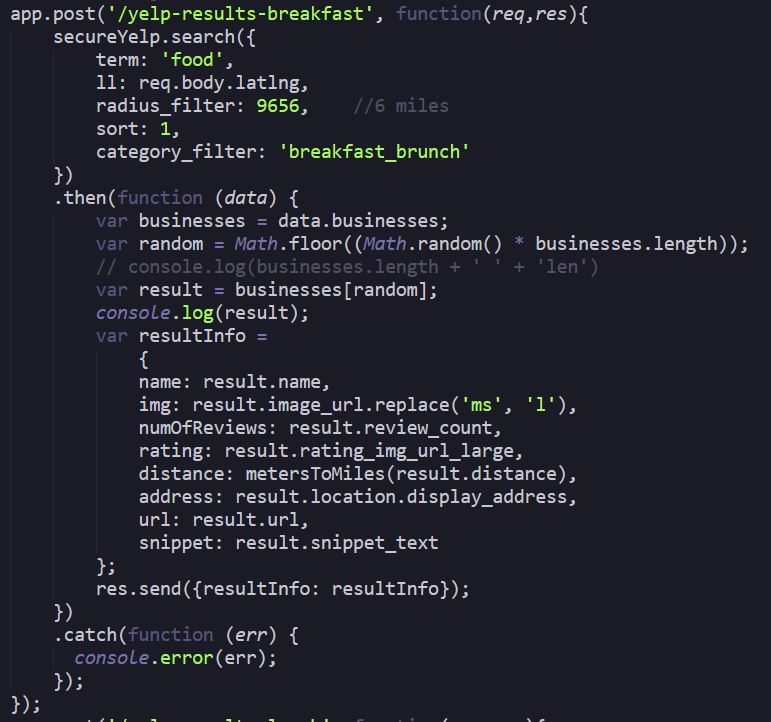 app.post('/yelp-results-breakfast', function(req,res){
    secureYelp.search({
        term: 'food',
        ll: req.body.latlng,
        radius_filter: 9656,    //6 miles
        sort: 1,
        category_filter: 'breakfast_brunch'
    })
    .then(function (data) {
        var businesses = data.businesses;
        var random = Math.floor((Math.random() * businesses.length));
        // console.log(businesses.length + ' ' + 'len')
        var result = businesses[random];
        console.log(result);
        var resultInfo =
            {
            name: result.name,
            img: result.image_url.replace('ms', 'l'),
            numOfReviews: result.review_count,
            rating: result.rating_img_url_large,
            distance: metersToMiles(result.distance),
            address: result.location.display_address,
            url: result.url,
            snippet: result.snippet_text
        };
        res.send({resultInfo: resultInfo});
    })
    .catch(function (err) {
      console.error(err);
    });
});